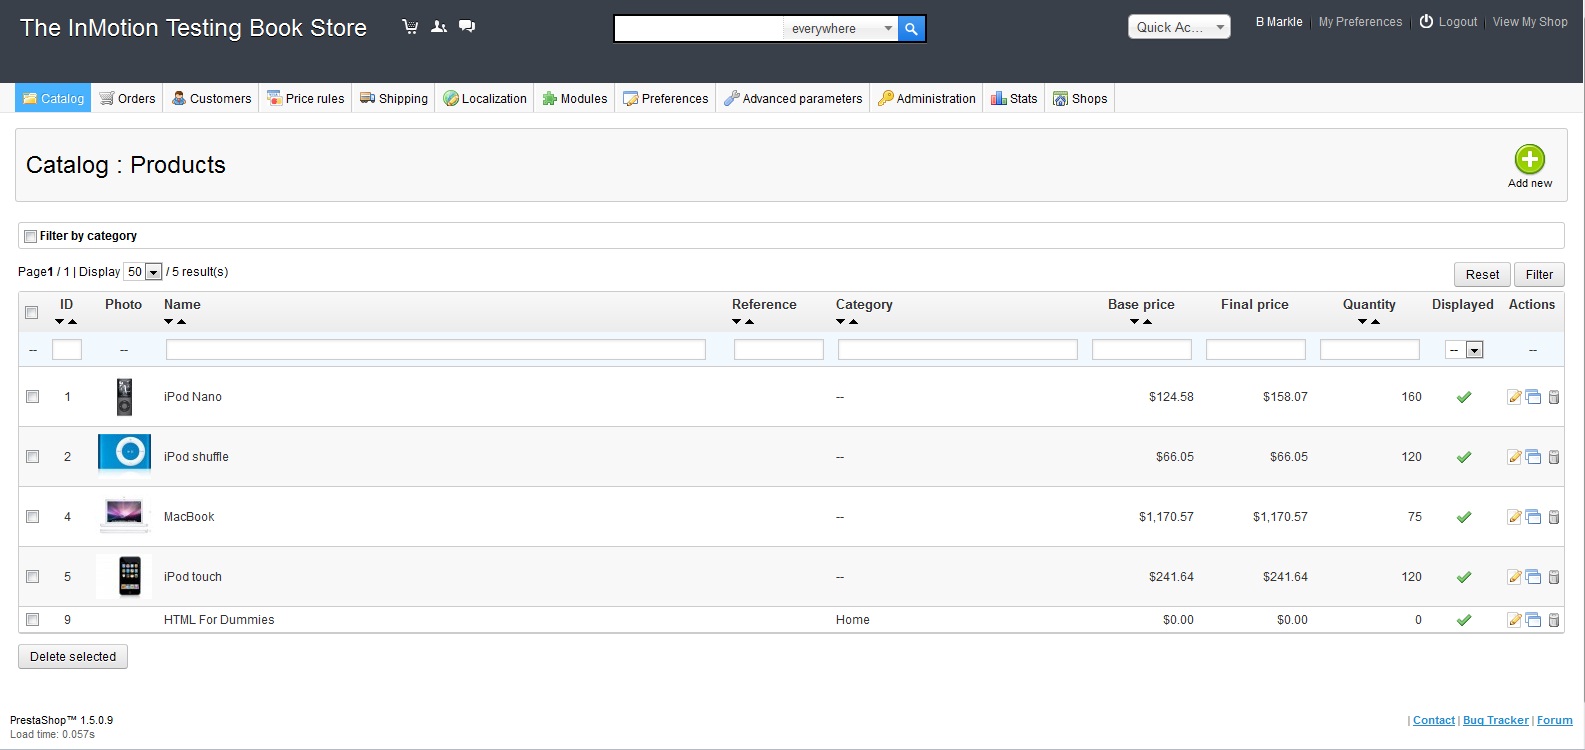 The InMotion Testing Book Store
everywhere
Quick Ac...
B Markle
My Preferences
Logout
View My Shop
Catalog
Orders
Customers
Price rules
Shipping
Localization
Modules
Preferences
Advanced parameters
Administration
Stats
Shops
Catalog : Products
Add new
Filter by category
Page1 / 1 | Display 50 / 5 result(s)
Reset
Filter
ID Photo Name Reference Category Base price Final price Quantity Displayed Actions
-- -- -- --
1 iPod Nano -- $124.58 $158.07 160
2 iPod shuffle -- $66.05 $66.05 120
4 MacBook -- $1,170.57 $1,170.57 75
5 iPod touch -- $241.64 $241.64 120
9 HTML For Dummies Home $0.00 $0.00 0
Delete selected
PrestaShop™ 1.5.0.9
Load time: 0.057s
| Contact | Bug Tracker | Forum